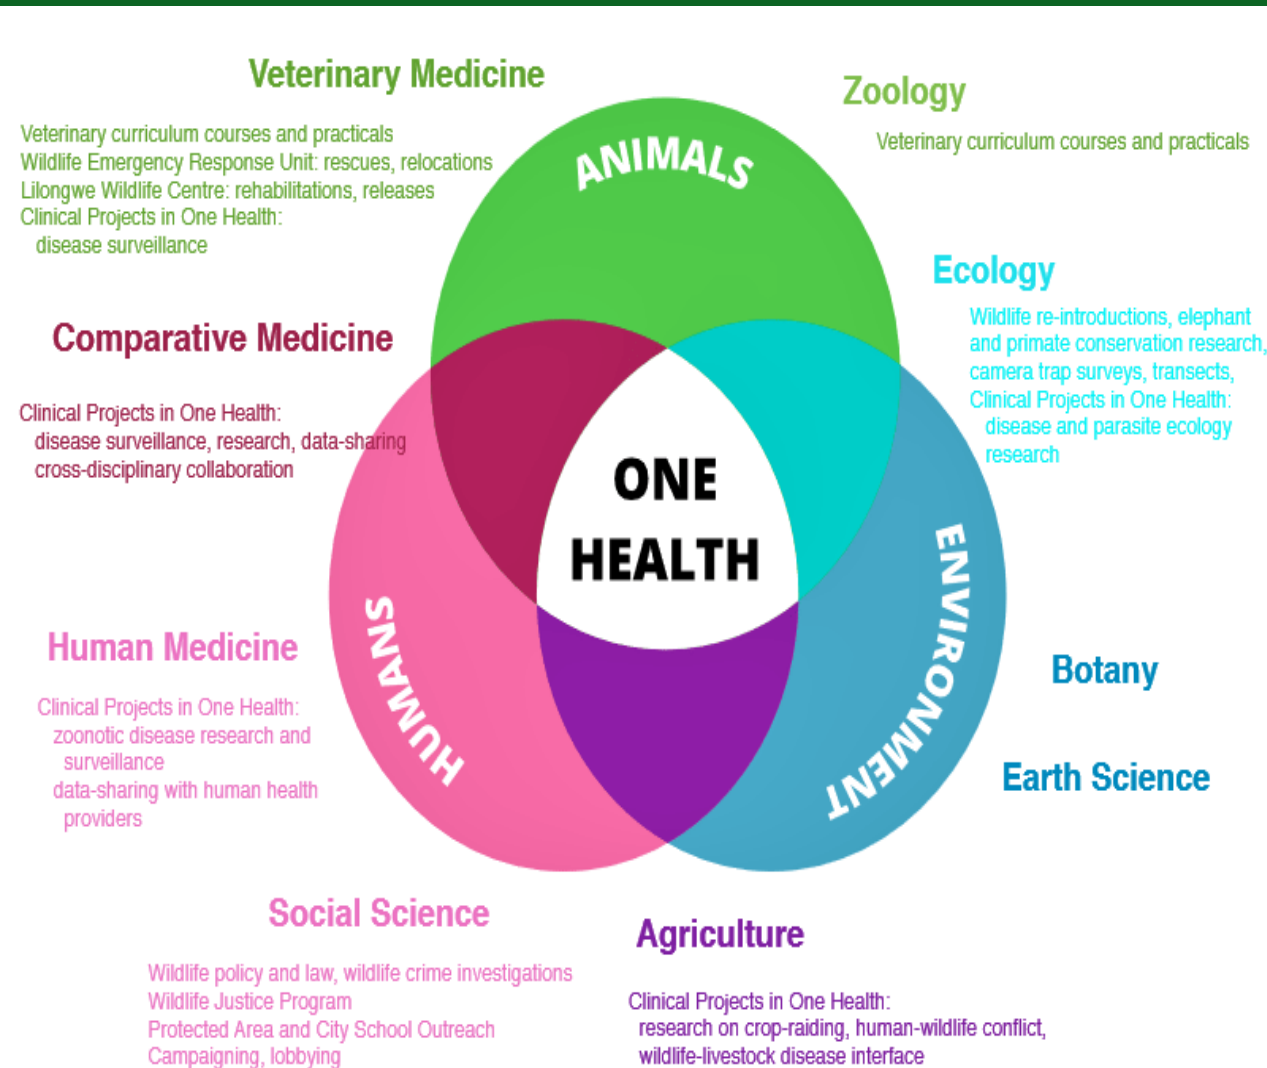 Veterinary Medicine
Veterinary curriculum courses and practicals
Wildlife Emergency Response Unit: rescues, relocations
Lilongwe Wildlife Centre: rehabilitations, releases
Clinical Projects in One Health:
disease surveillance
Zoology
Veterinary curriculum courses and practicals
ANIMALS
Ecology
Wildlife re-introductions, elephant
and primate conservation research,
camera trap surveys, transects,
Clinical Projects in One Health:
disease and parasite ecology
research
Comparative Medicine
Clinical Projects in One Health:
disease surveillance, research, data-sharing
cross-disciplinary collaboration
ONE
HEALTH
HUMANS
ENVIRONMENT
Human Medicine
Clinical Projects in One Health:
zoonotic disease research and
surveillance
data-sharing with human health
providers
Botany
Earth Science
Social Science
Wildlife policy and law, wildlife crime investigations
Wildlife Justice Program
Protected Area and City School Outreach
Campaigning, lobbying
Agriculture
Clinical Projects in One Health:
research on crop-raiding, human-wildlife conflict,
wildlife-livestock disease interface